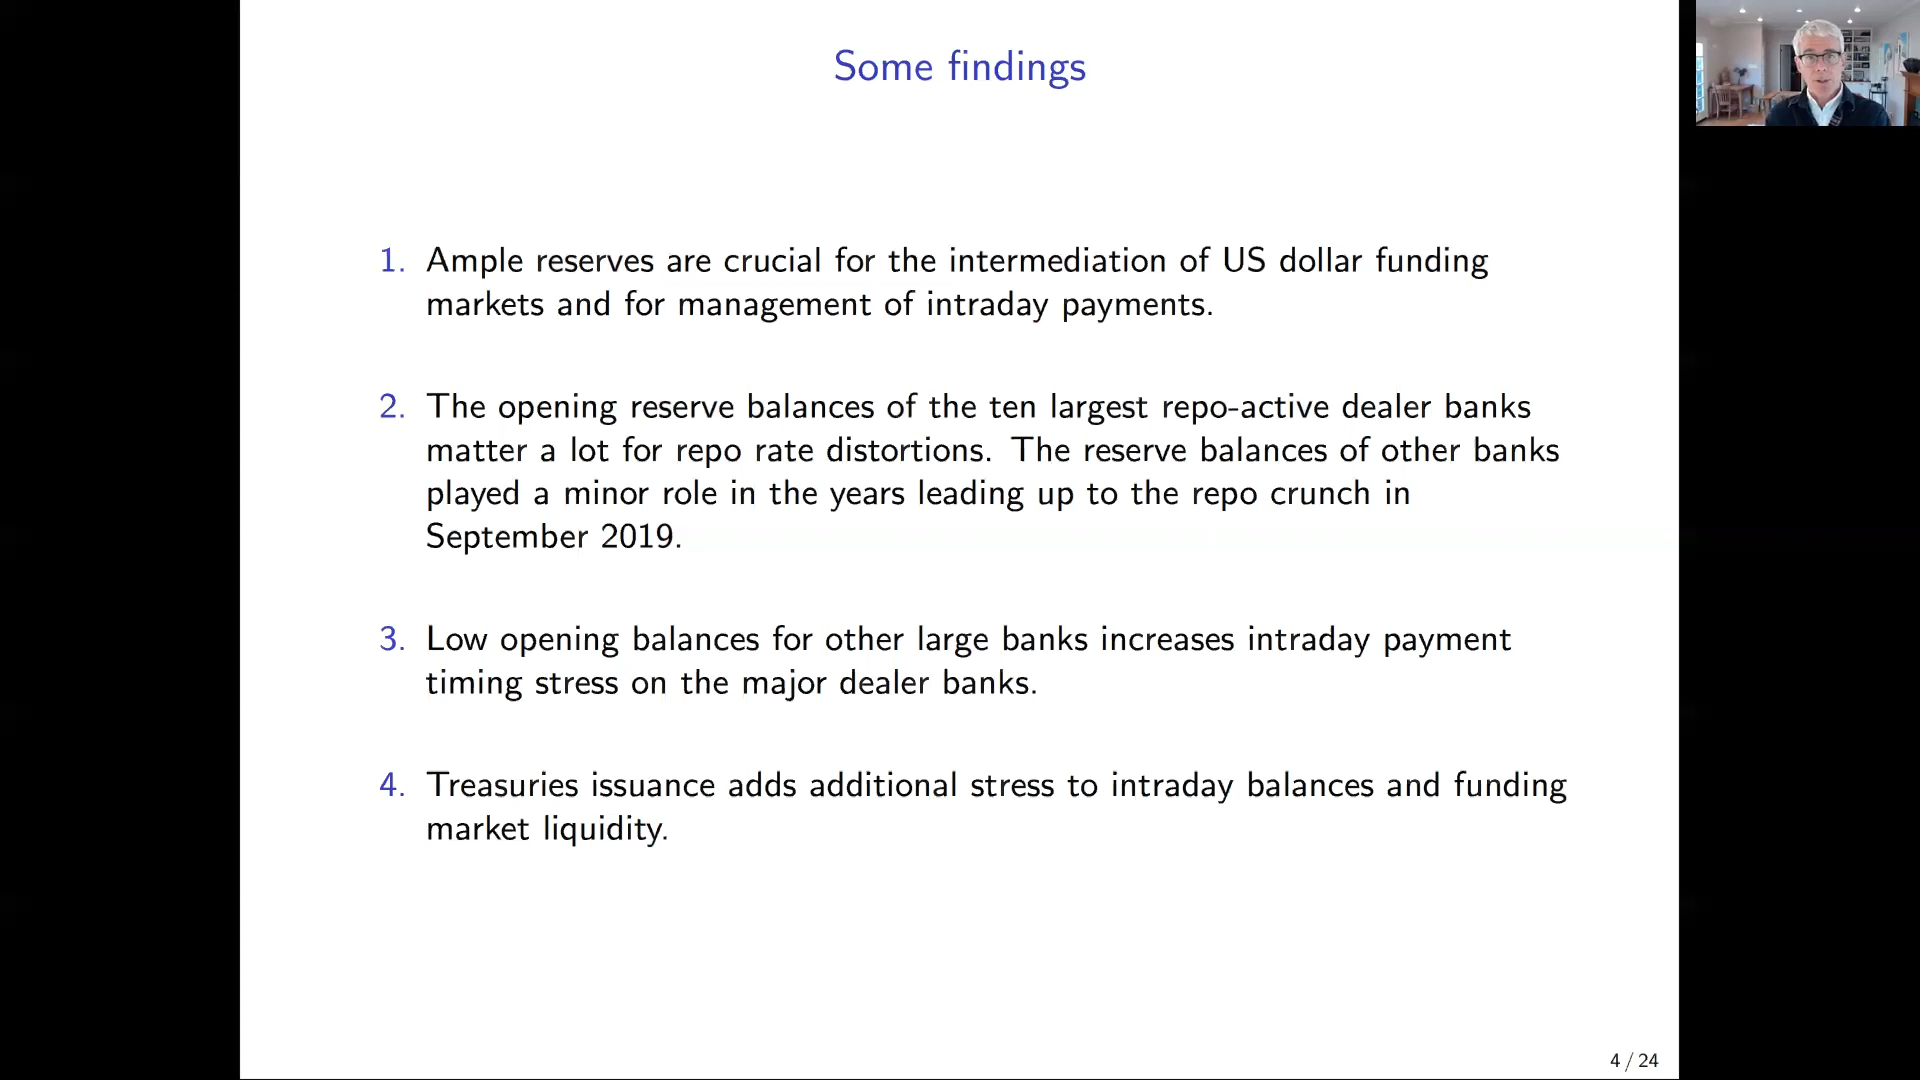 Some findings
1. Ample reserves are crucial for the intermediation of US dollar funding
markets and for management of intraday payments.
2. The opening reserve balances of the ten largest repo-active dealer banks
matter a lot for repo rate distortions. The reserve balances of other banks
played a minor role in the years leading up to the repo crunch in
September 2019.
3. Low opening balances for other large banks increases intraday payment
timing stress on the major dealer banks.
4. Treasuries issuance adds additional stress to intraday balances and funding
market liquidity.
4 / 24